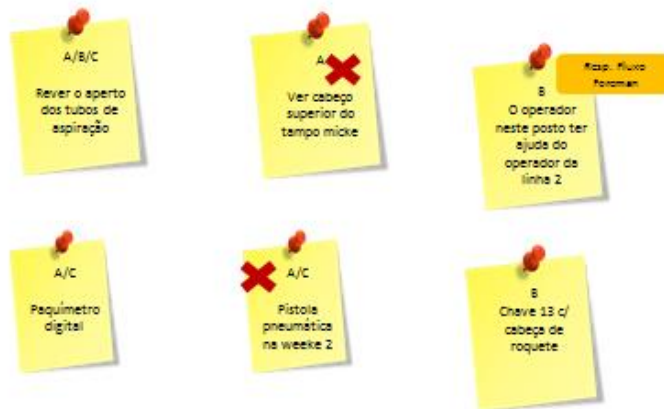 A/B/C
Rever o aperto
dos tubos de
aspiração
A
Ver cabeço
superior do
tampo micke
Resp. Fluxo
Foreman
B
O operador
neste posto ter
ajuda do
operador da
linha 2
A/C
Paquímetro
digital
A/C
Pistola
pneumática
na weeke 2
B
Chave 13 c/
cabeça de
roquete